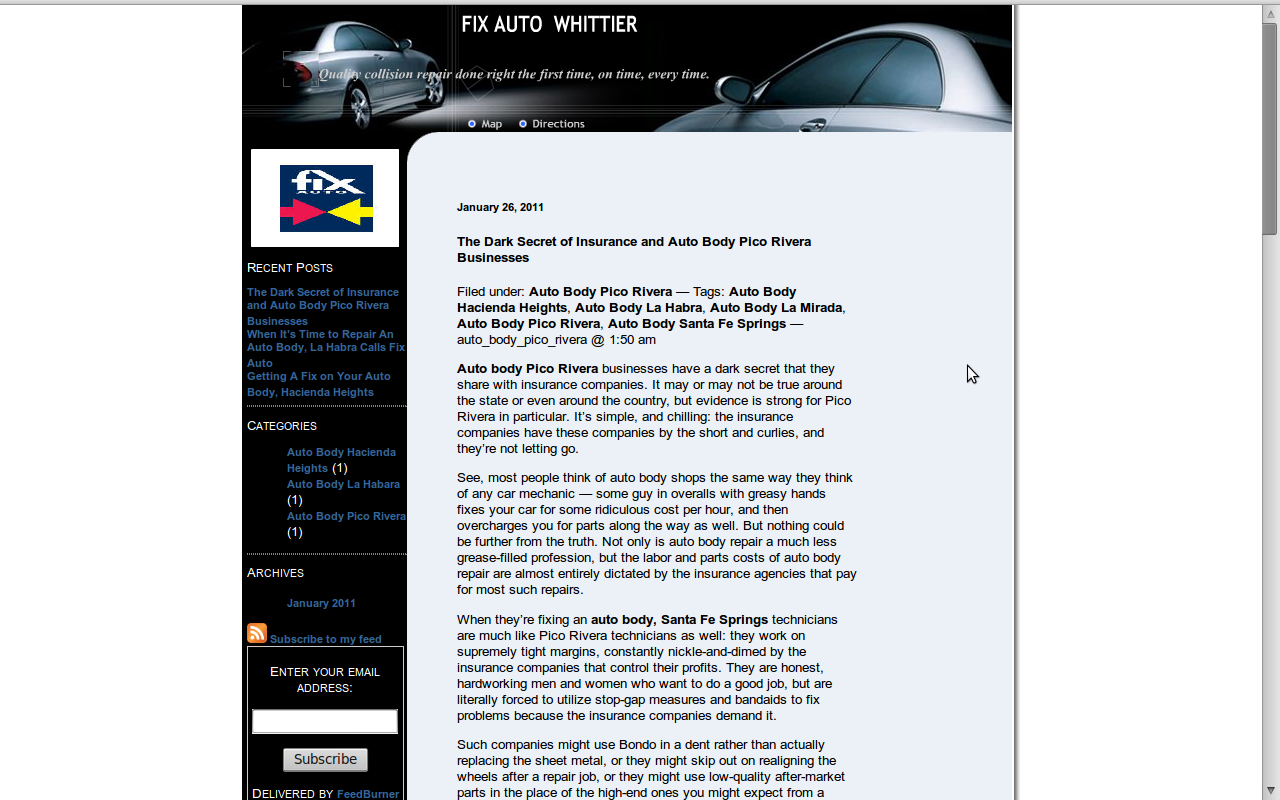 FIX AUTO WHITTIER
Quality collision repair done right the first time, on time, every time.
Map
Directions
fix
AUTO
RECENT POSTS
The Dark Secret of Insurance
and Auto Body Pico Rivera
Businesses
When It’s Time to Repair An
Auto Body, La Habra Calls Fix
Auto
Getting A Fix on Your Auto
Body, Hacienda Heights
CATEGORIES
Auto Body Hacienda
Heights (1)
Auto Body La Habara
(1)
Auto Body Pico Rivera
(1)
ARCHIVES
January 2011
Subscribe to my feed
ENTER YOUR EMAIL
ADDRESS:
Subscribe
DELIVERED BY FeedBurner
January 26, 2011
The Dark Secret of Insurance and Auto Body Pico Rivera
Businesses
Filed under: Auto Body Pico Rivera — Tags: Auto Body
Hacienda Heights, Auto Body La Habra, Auto Body La Mirada,
Auto Body Pico Rivera, Auto Body Santa Fe Springs —
auto_body_pico_rivera @ 1:50 am
Auto body Pico Rivera businesses have a dark secret that they
share with insurance companies. It may or may not be true around
the state or even around the country, but evidence is strong for Pico
Rivera in particular. It’s simple, and chilling: the insurance
companies have these companies by the short and curlies, and
they’re not letting go.
See, most people think of auto body shops the same way they think
of any car mechanic — some guy in overalls with greasy hands
fixes your car for some ridiculous cost per hour, and then
overcharges you for parts along the way as well. But nothing could
be further from the truth. Not only is auto body repair a much less
grease-filled profession, but the labor and parts costs of auto body
repair are almost entirely dictated by the insurance agencies that pay
for most such repairs.
When they’re fixing an auto body, Santa Fe Springs technicians
are much like Pico Rivera technicians as well: they work on
supremely tight margins, constantly nickle-and-dimed by the
insurance companies that control their profits. They are honest,
hardworking men and women who want to do a good job, but are
literally forced to utilize stop-gap measures and bandaids to fix
problems because the insurance companies demand it.
Such companies might use Bondo in a dent rather than actually
replacing the sheet metal, or they might skip out on realigning the
wheels after a repair job, or they might use low-quality after-market
parts in the place of the high-end ones you might expect from a